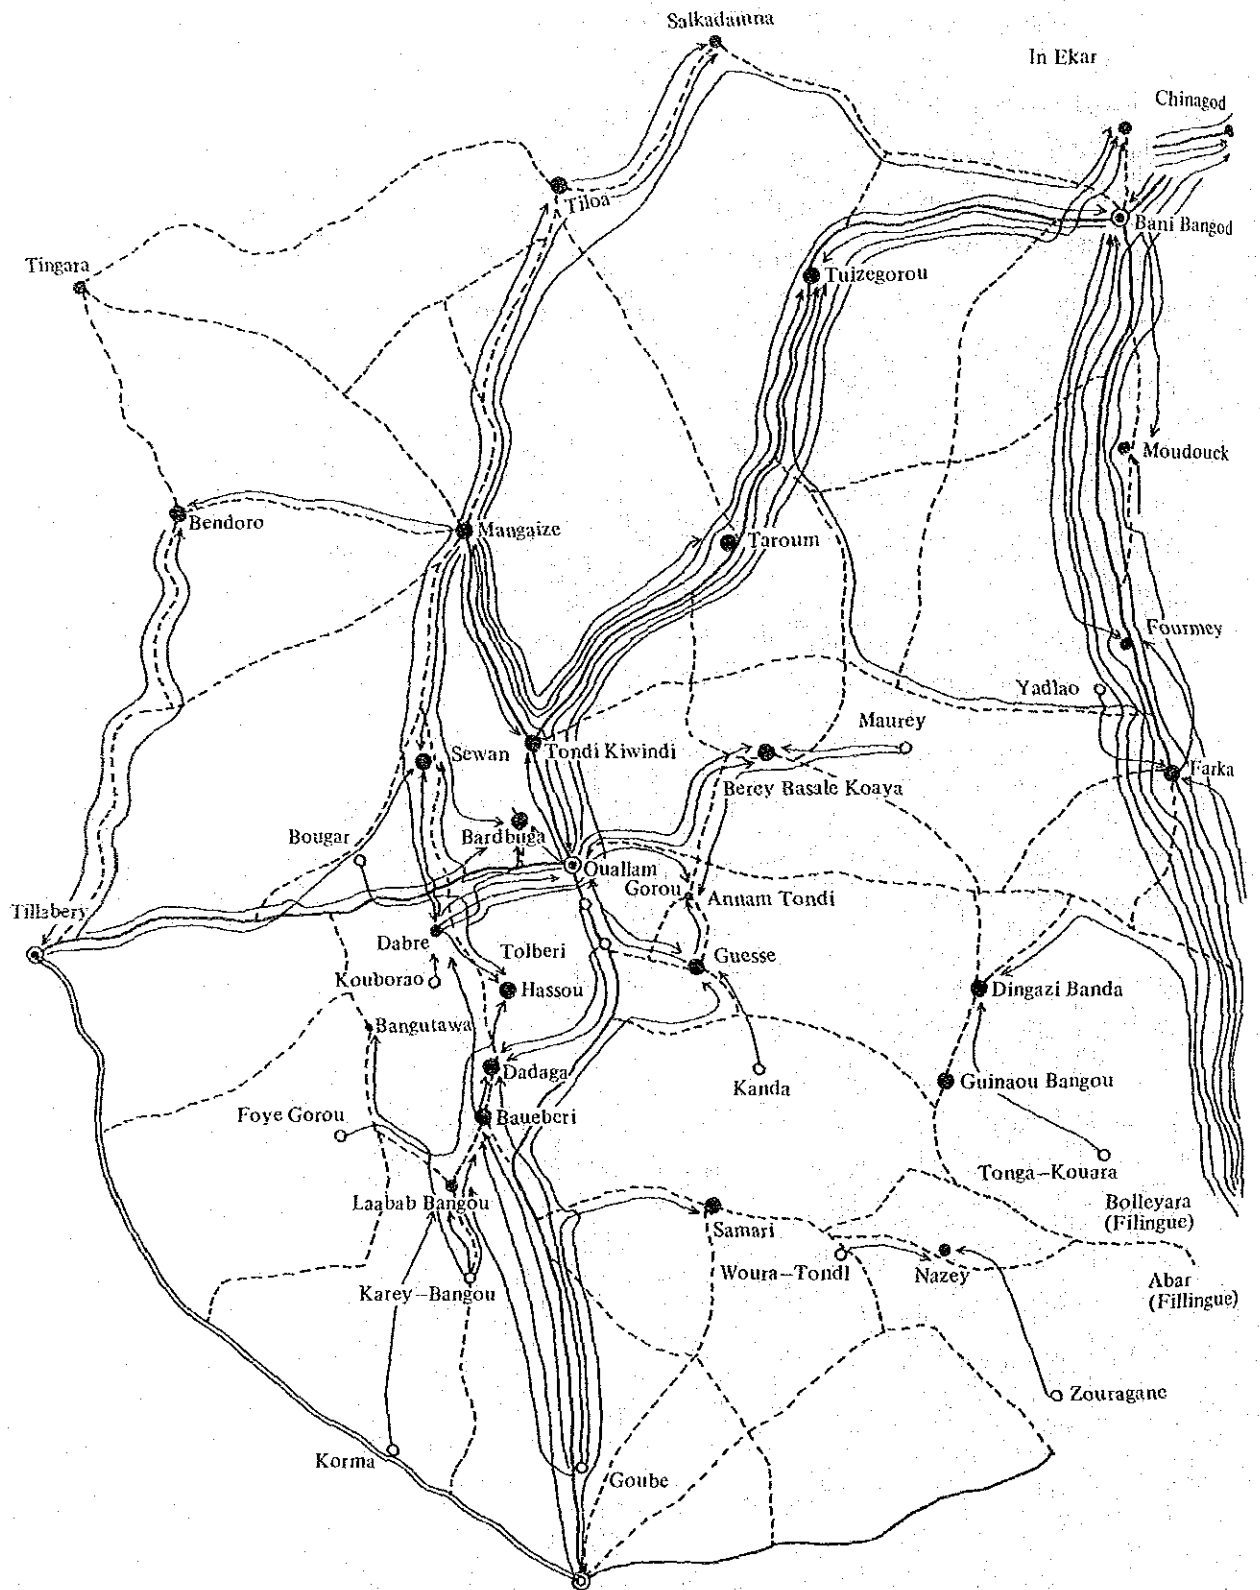 Salkadamna
In Ekar
Chinagod
Tiloa
Bani Bangod
Tingara
Tuizegorou
Moudouck
Bendoro
Mangaize
Taroum
Fourmey
Yadlao
Maurey
Sewan
Tondi Kiwindi
Farka
Berey Rasale Koaya
Bougar
Bardbuga
Ouallam
Gorou
Annam Tondi
Tillabery
Dabre
Tolberi
Guesse
Kouborao
Hassou
Dingazi Banda
Bangutawa
Dadaga
Kanda
Guinaou Bangou
Foye Gorou
Baueberi
Tonga-Kouara
Laabab Bangou
Bolleyara
(Filingue)
Samari
Woura-Tondi
Nazey
Karey-Bangou
Abar
(Fillingue)
Zouragane
Korma
Goube